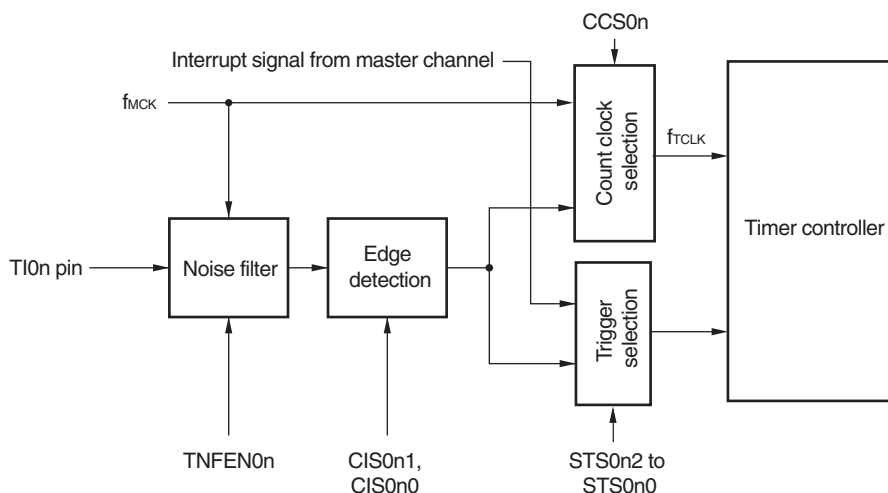 CCS0n
Interrupt signal from master channel
fMCK
Count clock
selection
fTCLK
Timer controller
TI0n pin
Noise filter
Edge
detection
Trigger
selection
TNFEN0n
CIS0n1,
CIS0n0
STS0n2 to
STS0n0